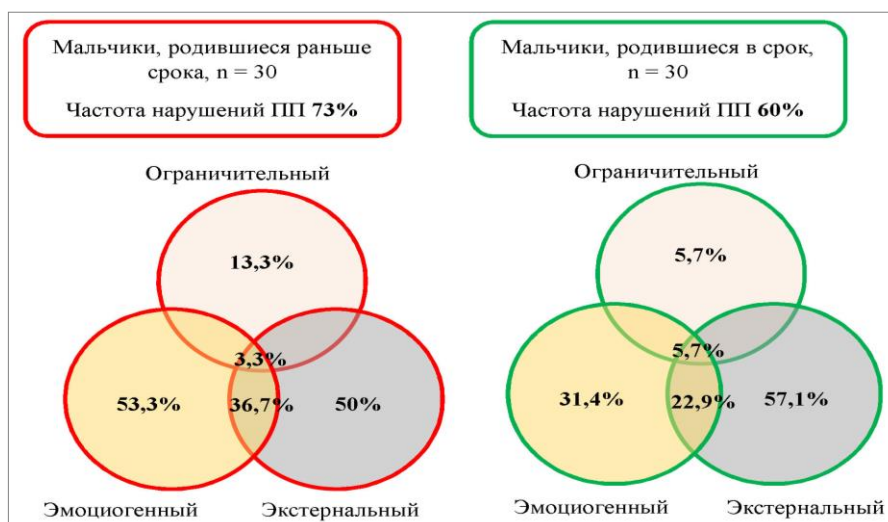 Мальчики, родившиеся раньше
срока, n = 30
Частота нарушений ПП 73%
Мальчики, родившиеся в срок,
n = 30
Частота нарушений ПП 60%
Ограничительный
13,3%
3,3%
53,3%
36,7%
50%
Эмоциогенный
Экстернальный
Ограничительный
5,7%
5,7%
31,4%
22,9%
57,1%
Эмоциогенный
Экстернальный